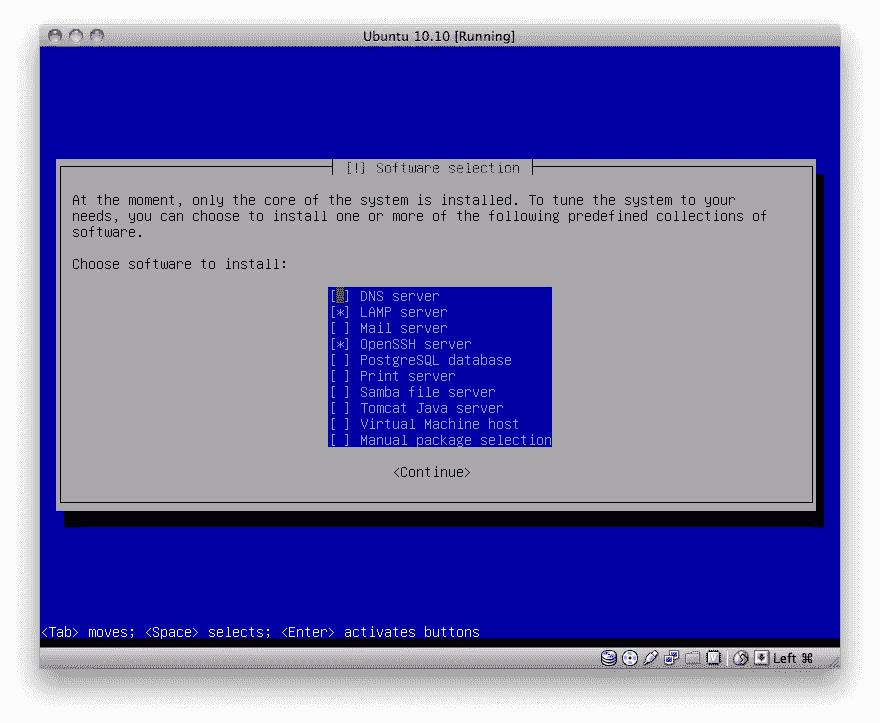 Ubuntu 10.10 [Running]
[!] Software selection
At the moment, only the core of the system is installed. To tune the system to your
needs, you can choose to install one or more of the following predefined collections of
software.
Choose software to install:
[ ] DNS server
[*] LAMP server
[ ] Mail server
[*] OpenSSH server
[ ] PostgreSQL database
[ ] Print server
[ ] Samba file server
[ ] Tomcat Java server
[ ] Virtual Machine host
[ ] Manual package selection
<Continue>
<Tab> moves; <Space> selects; <Enter> activates buttons
Left ⌘